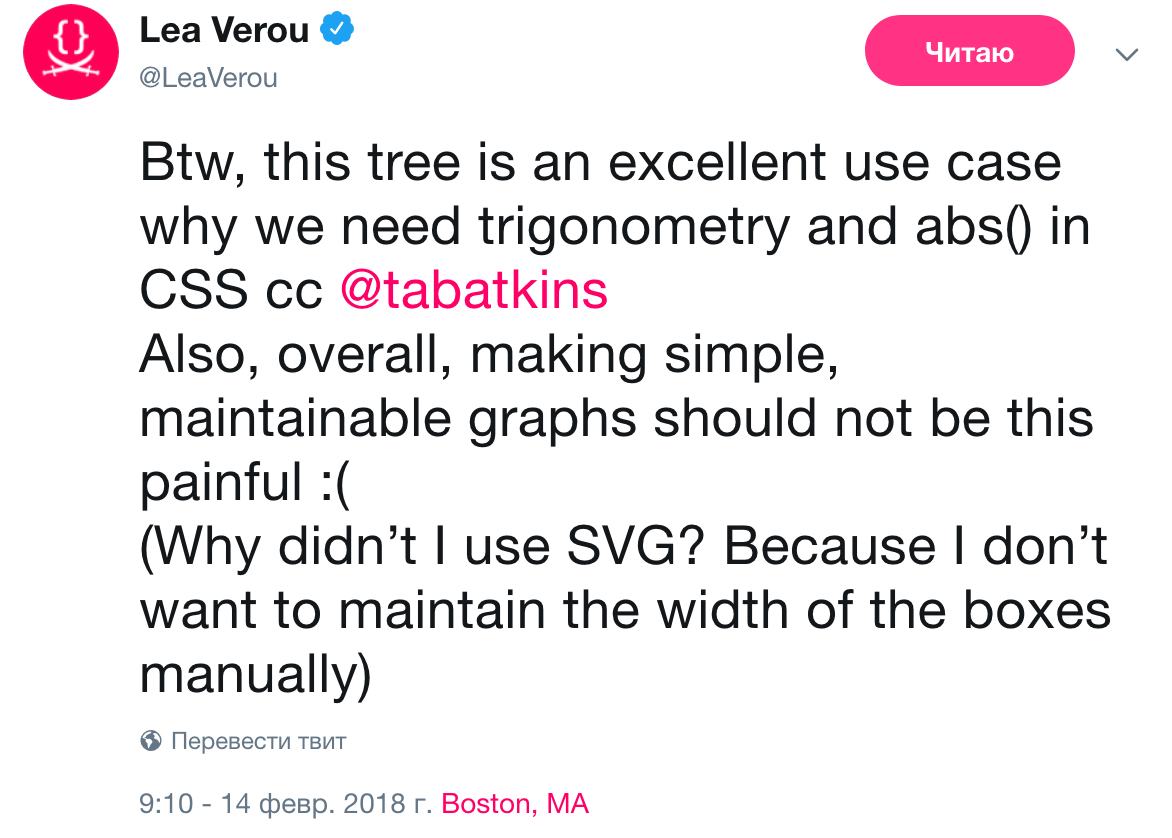 Lea Verou
@LeaVerou
Читаю
Btw, this tree is an excellent use case
why we need trigonometry and abs() in
CSS cc @tabatkins
Also, overall, making simple,
maintainable graphs should not be this
painful :(
(Why didn’t I use SVG? Because I don’t
want to maintain the width of the boxes
manually)
Перевести твит
9:10 - 14 февр. 2018 г. Boston, MA